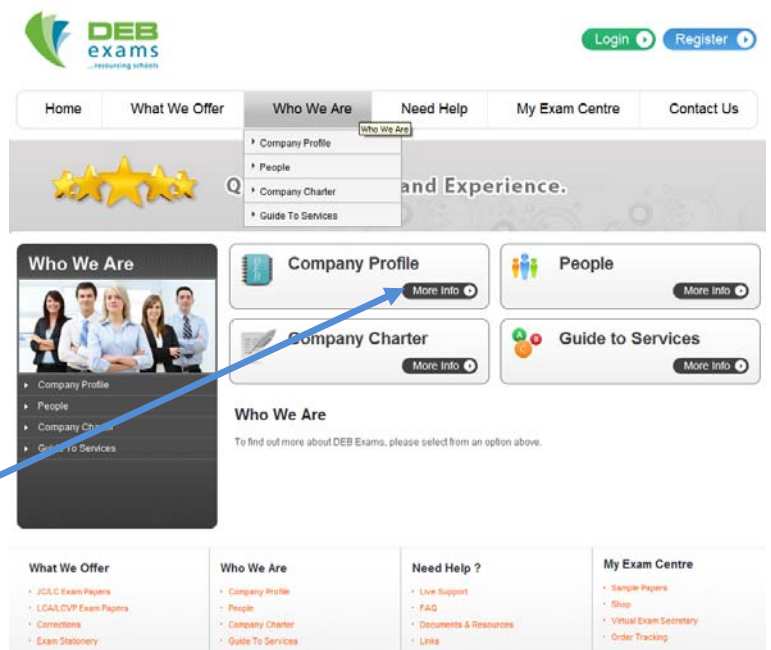 DEB
exams
...resourcing schools
Login
Register
Home
What We Offer
Who We Are
Need Help
My Exam Centre
Contact Us
Who We Are
Company Profile
People
Company Charter
Guide To Services
Q
and Experience.
Who We Are
Company Profile
People
Company Charter
Guide To Services
Company Profile
More Info
People
More Info
Company Charter
More Info
Guide to Services
More Info
Who We Are
To find out more about DEB Exams, please select from an option above.
What We Offer
JC/LC Exam Papers
LCA/LCVP Exam Papers
Corrections
Exam Stationery
Who We Are
Company Profile
People
Company Charter
Guide To Services
Need Help ?
Live Support
FAQ
Documents & Resources
Links
My Exam Centre
Sample Papers
Shop
Virtual Exam Secretary
Order Tracking